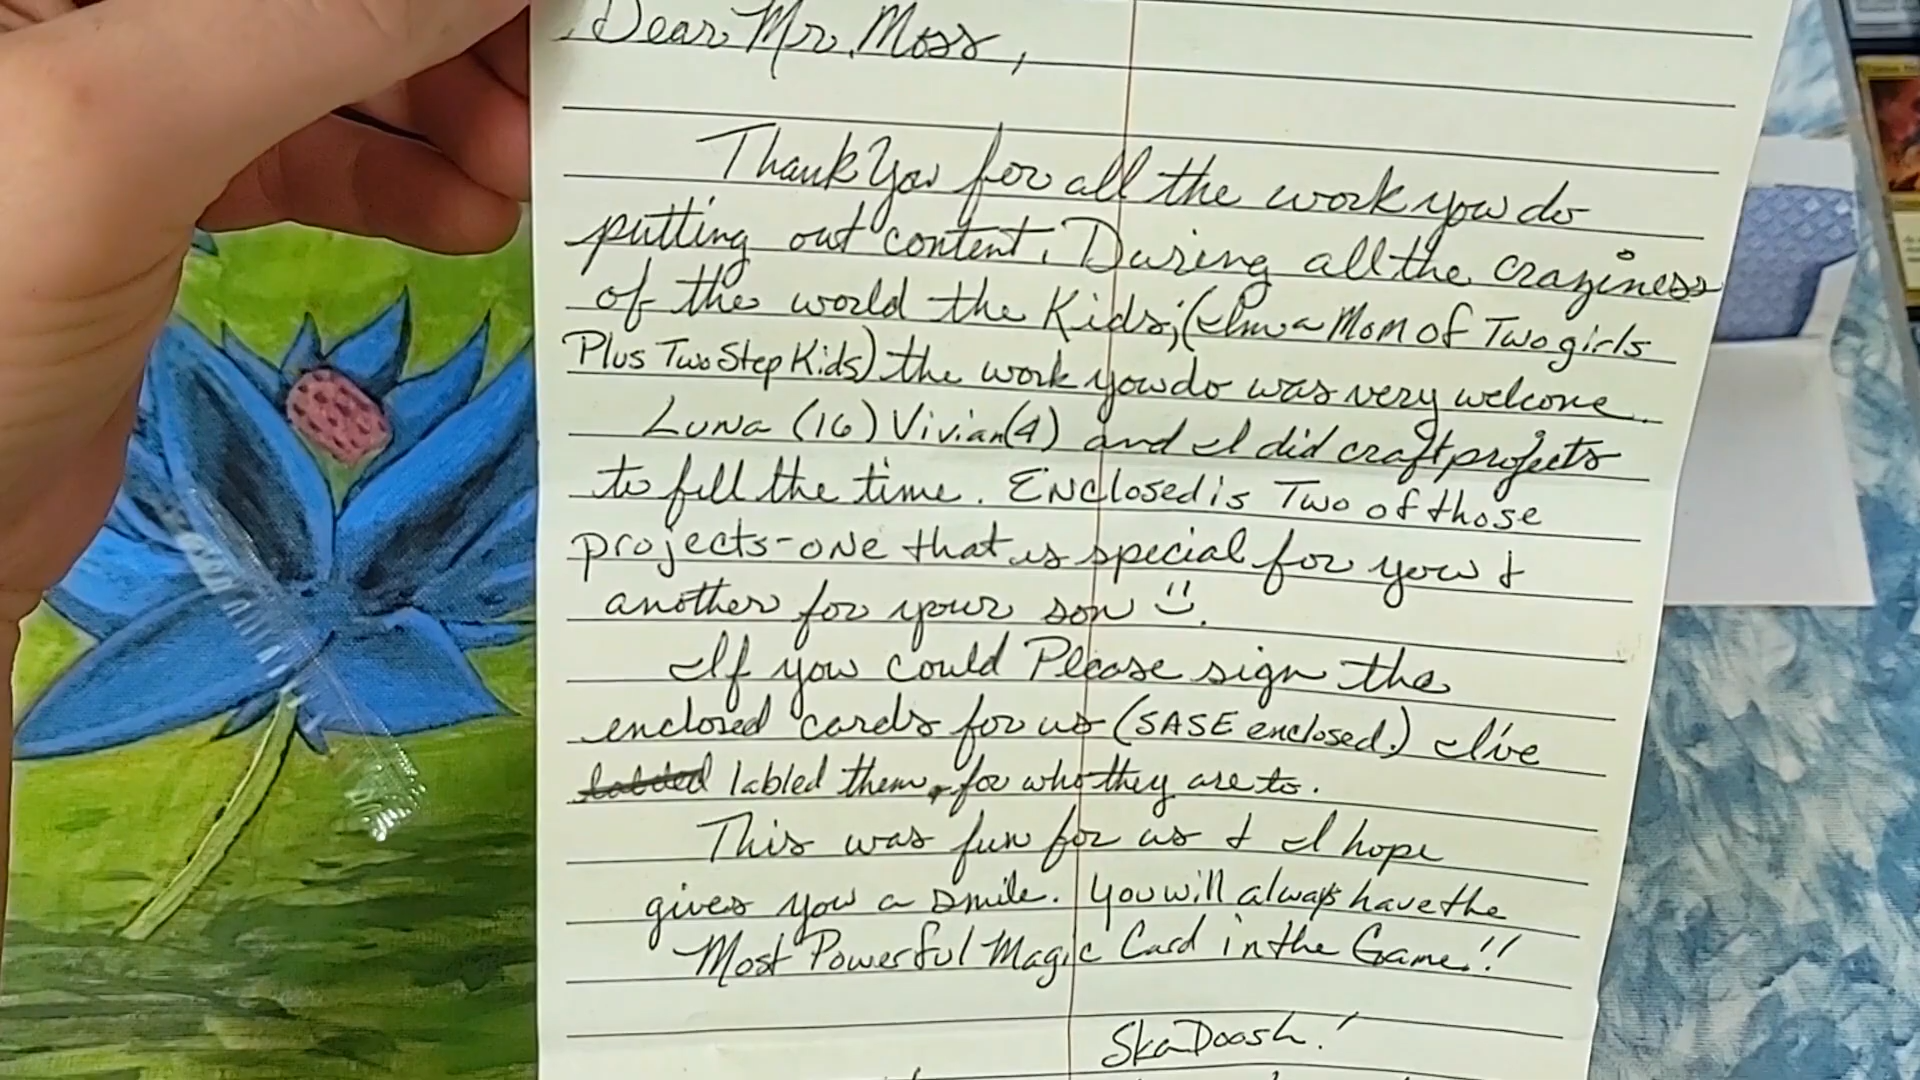 Dear Mr. Moss,
Thank You for all the work you do
putting out content. During all the craziness
of the world the Kids; (I'm a Mom of Two girls
Plus Two Step Kids) the work you do was very welcome.
Luna (16) Vivian (4) and I did craft projects
to fill the time. Enclosed is Two of those
projects - one that is special for you &
another for your son
If you could Please sign the
enclosed cards for us (SASE enclosed.) I've
labled them, for who they are to.
This was fun for us & I hope
gives you a smile. You will always have the
Most Powerful Magic Card in the Game!!
SkaDoosh!